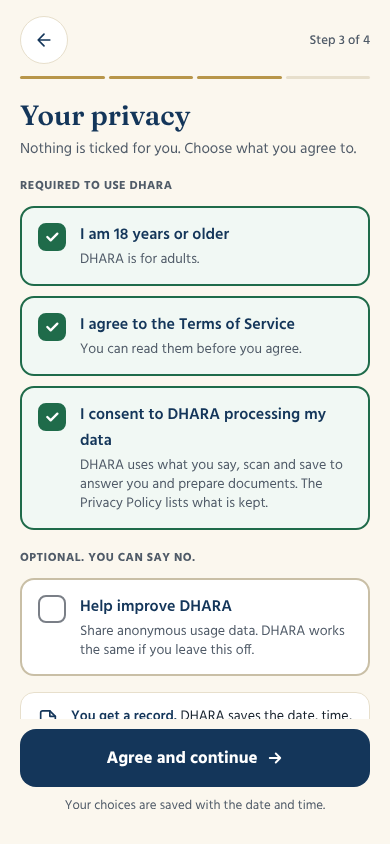 Step 3 of 4
Your privacy
Nothing is ticked for you. Choose what you agree to.
REQUIRED TO USE DHARA
I am 18 years or older
DHARA is for adults.
I agree to the Terms of Service
You can read them before you agree.
I consent to DHARA processing my
data
DHARA uses what you say, scan and save to
answer you and prepare documents. The
Privacy Policy lists what is kept.
OPTIONAL. YOU CAN SAY NO.
Help improve DHARA
Share anonymous usage data. DHARA works
the same if you leave this off.
You get a record. DHARA saves the date, time,
Agree and continue →
Your choices are saved with the date and time.